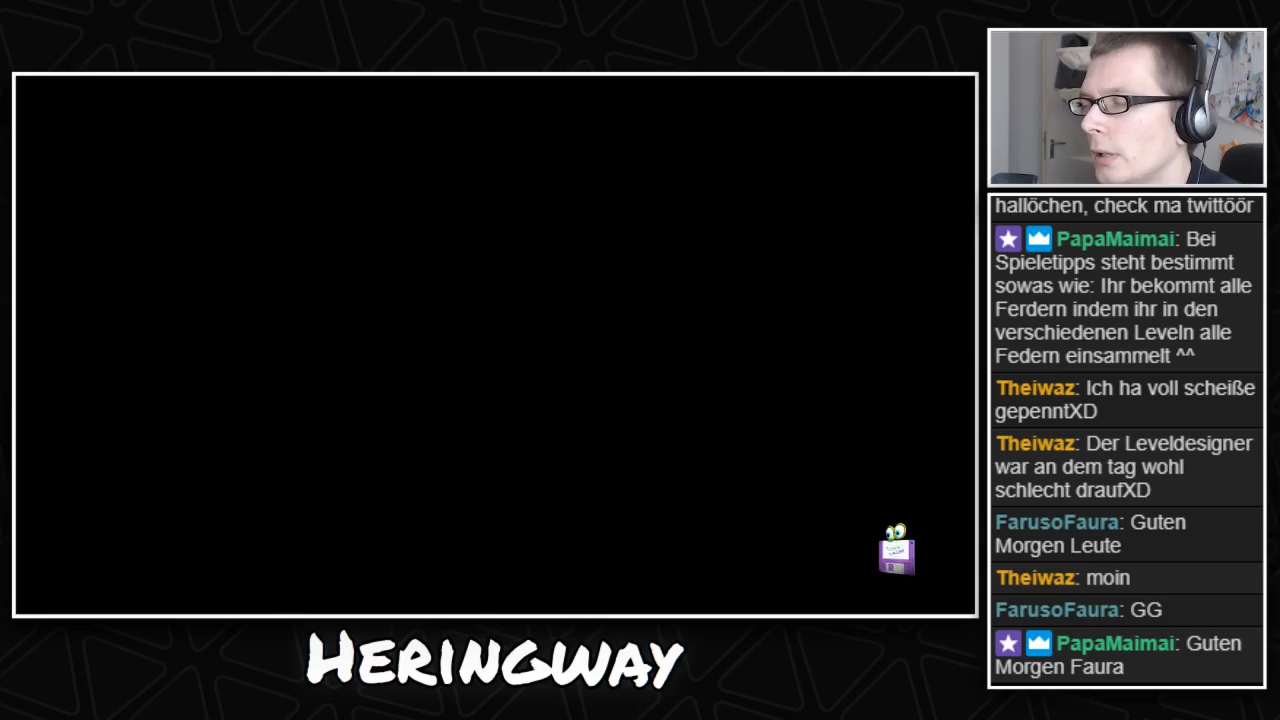 hallöchen, check ma twittöör
PapaMaimai: Bei
Spieletipps steht bestimmt
sowas wie: Ihr bekommt alle
Ferdern indem ihr in den
verschiedenen Leveln alle
Federn einsammelt ^^
Theiwaz: Ich ha voll scheiße
gepenntXD
Theiwaz: Der Leveldesigner
war an dem tag wohl
schlecht draufXD
FarusoFaura: Guten
Morgen Leute
Theiwaz: moin
FarusoFaura: GG
PapaMaimai: Guten
Morgen Faura
HERINGWAY